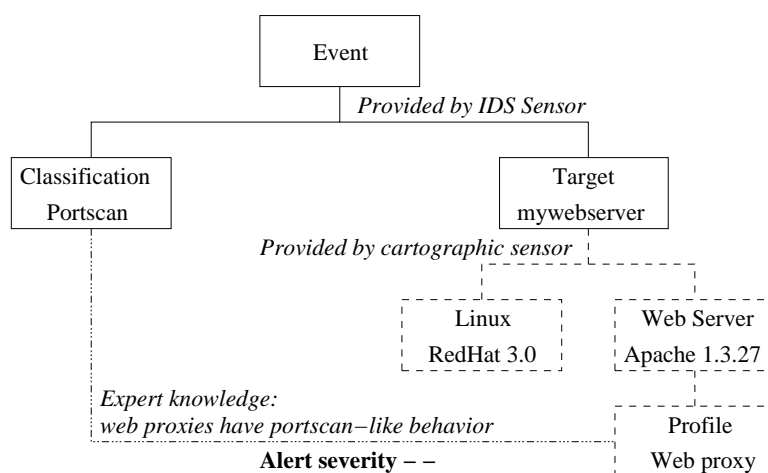 Event
Provided by IDS Sensor
Classification
Portscan
Target
mywebserver
Provided by cartographic sensor
Linux
RedHat 3.0
Web Server
Apache 1.3.27
Expert knowledge:
web proxies have portscan−like behavior
Profile
Web proxy
Alert severity − −